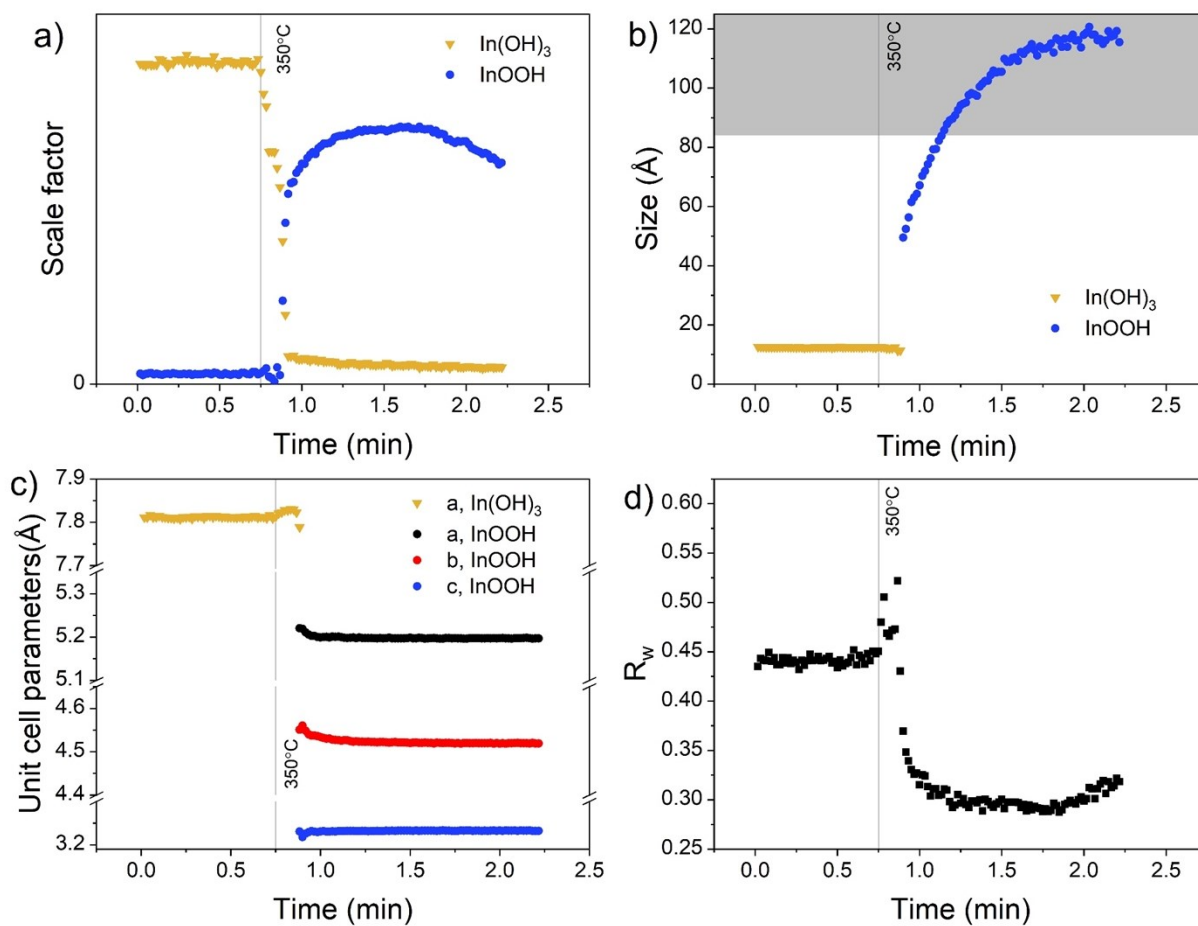 a)
350°C
In(OH)3
InOOH
Scale factor
0
0.0 0.5 1.0 1.5 2.0 2.5
Time (min)
b)
350°C
In(OH)3
InOOH
Size (Å)
120
100
80
60
40
20
0
0.0 0.5 1.0 1.5 2.0 2.5
Time (min)
c)
350°C
a, In(OH)3
a, InOOH
b, InOOH
c, InOOH
Unit cell parameters(Å)
7.9
7.8
7.7
5.3
5.2
5.1
4.6
4.5
4.4
3.2
0.0 0.5 1.0 1.5 2.0 2.5
Time (min)
d)
350°C
Rw
0.60
0.55
0.50
0.45
0.40
0.35
0.30
0.25
0.0 0.5 1.0 1.5 2.0 2.5
Time (min)